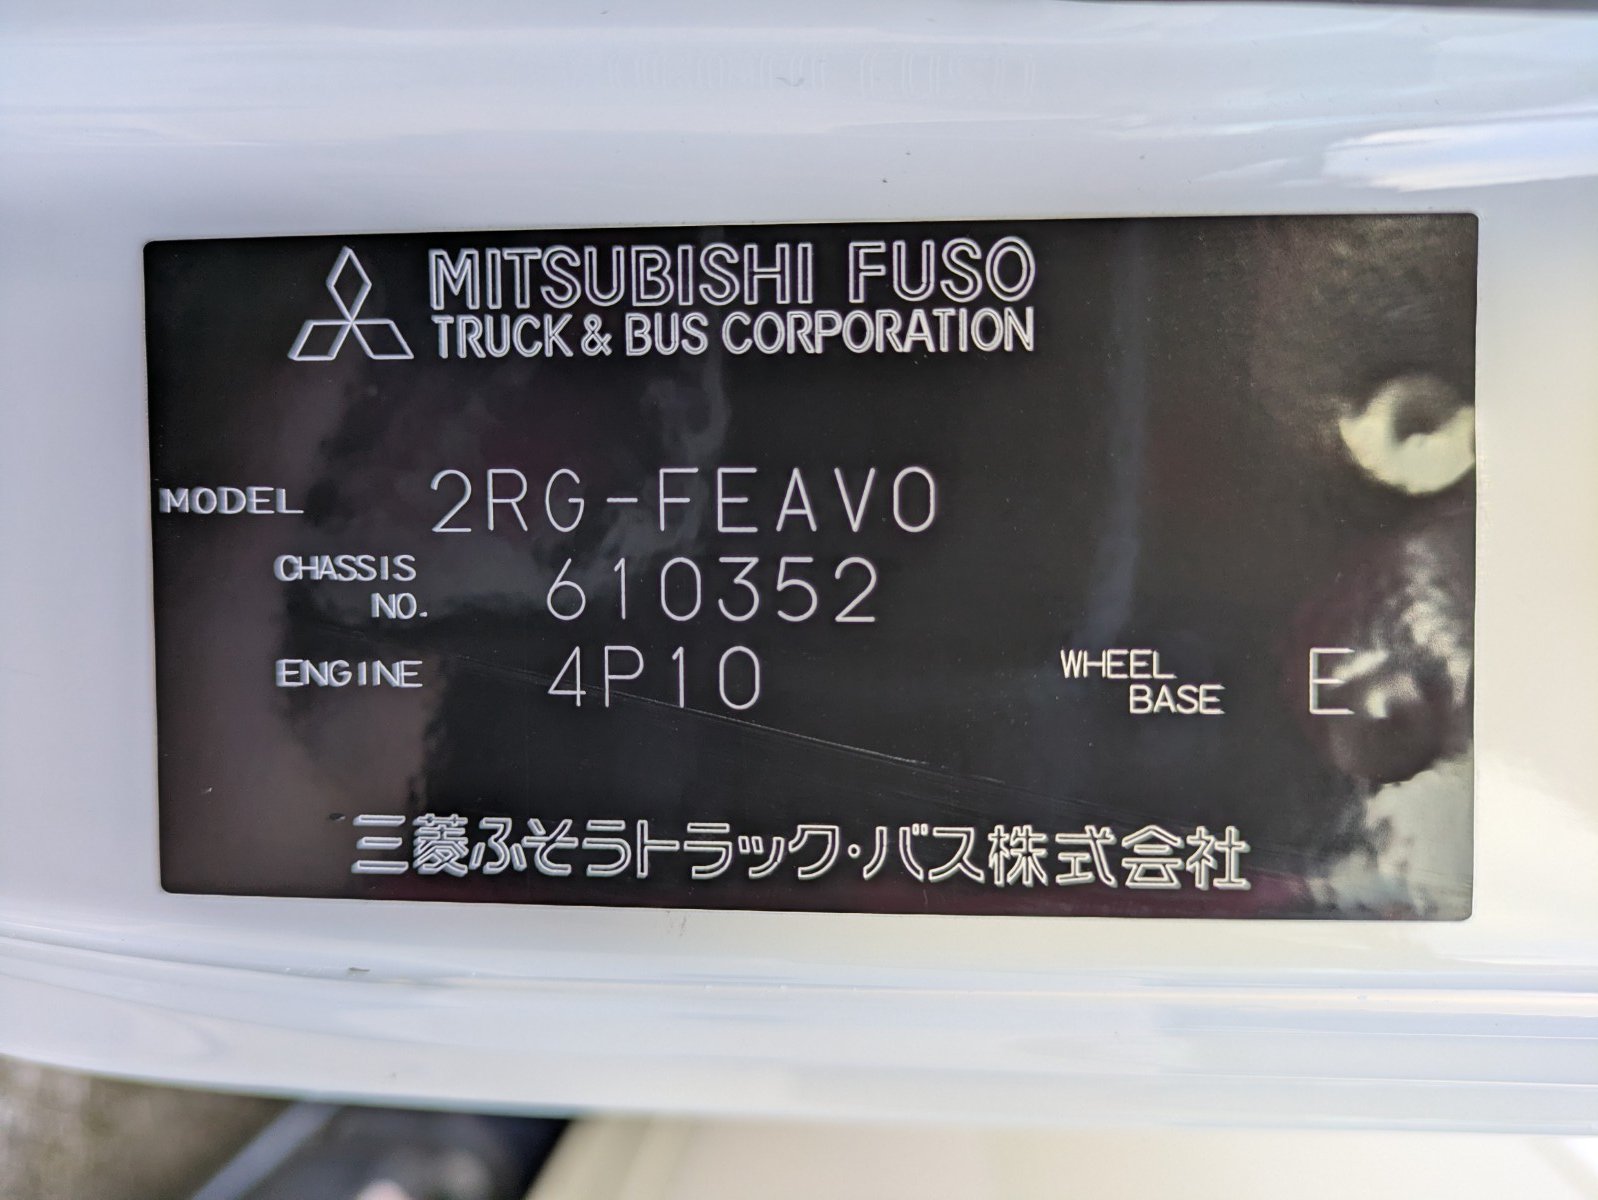 MITSUBISHI FUSO
TRUCK & BUS CORPORATION
MODEL 2RG-FEAV0
CHASSIS NO. 610352
ENGINE 4P10 WHEEL BASE E
三菱ふそうトラック・バス株式会社